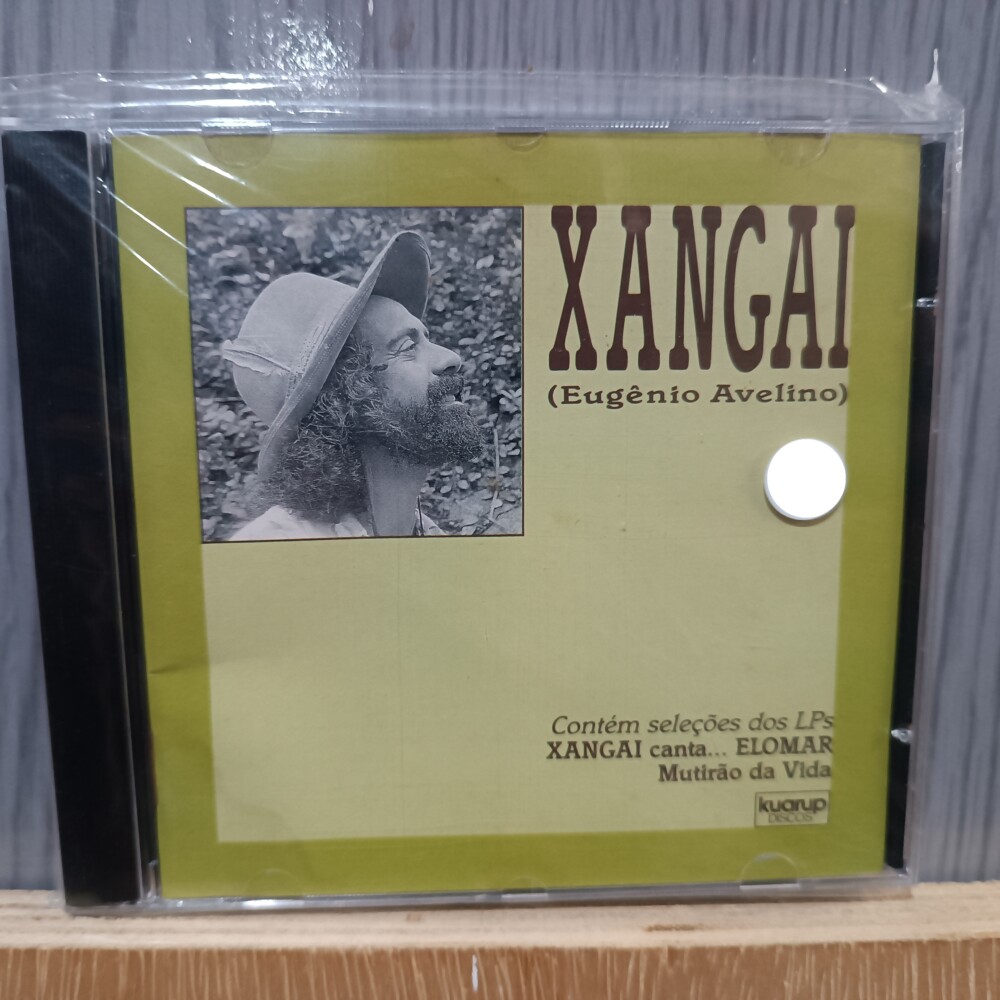 XANGAI
(Eugênio Avelino)
Contém seleções dos LPs
XANGAI canta... ELOMAR
Mutirão da Vida
kuarup
DISCOS